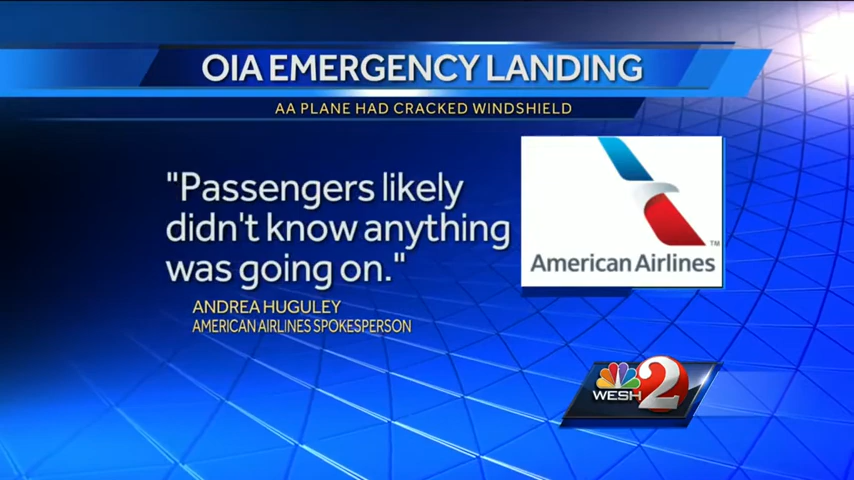 OIA EMERGENCY LANDING
AA PLANE HAD CRACKED WINDSHIELD
"Passengers likely
didn't know anything
was going on."
ANDREA HUGULEY
AMERICAN AIRLINES SPOKESPERSON
TM
American Airlines
WESH 2